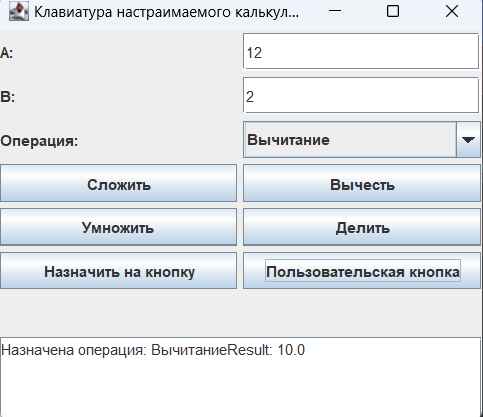 Клавиатура настраимаемого калькул...
A: 12
B: 2
Операция: Вычитание
Сложить Вычесть
Умножить Делить
Назначить на кнопку Пользовательская кнопка
Назначена операция: ВычитаниеResult: 10.0